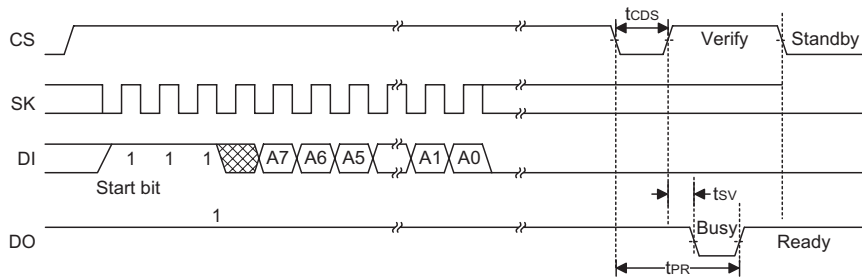 CS tCDS Verify Standby
SK
DI 1 1 1 A7 A6 A5 A1 A0
Start bit
tSV
1
DO Busy Ready
tPR